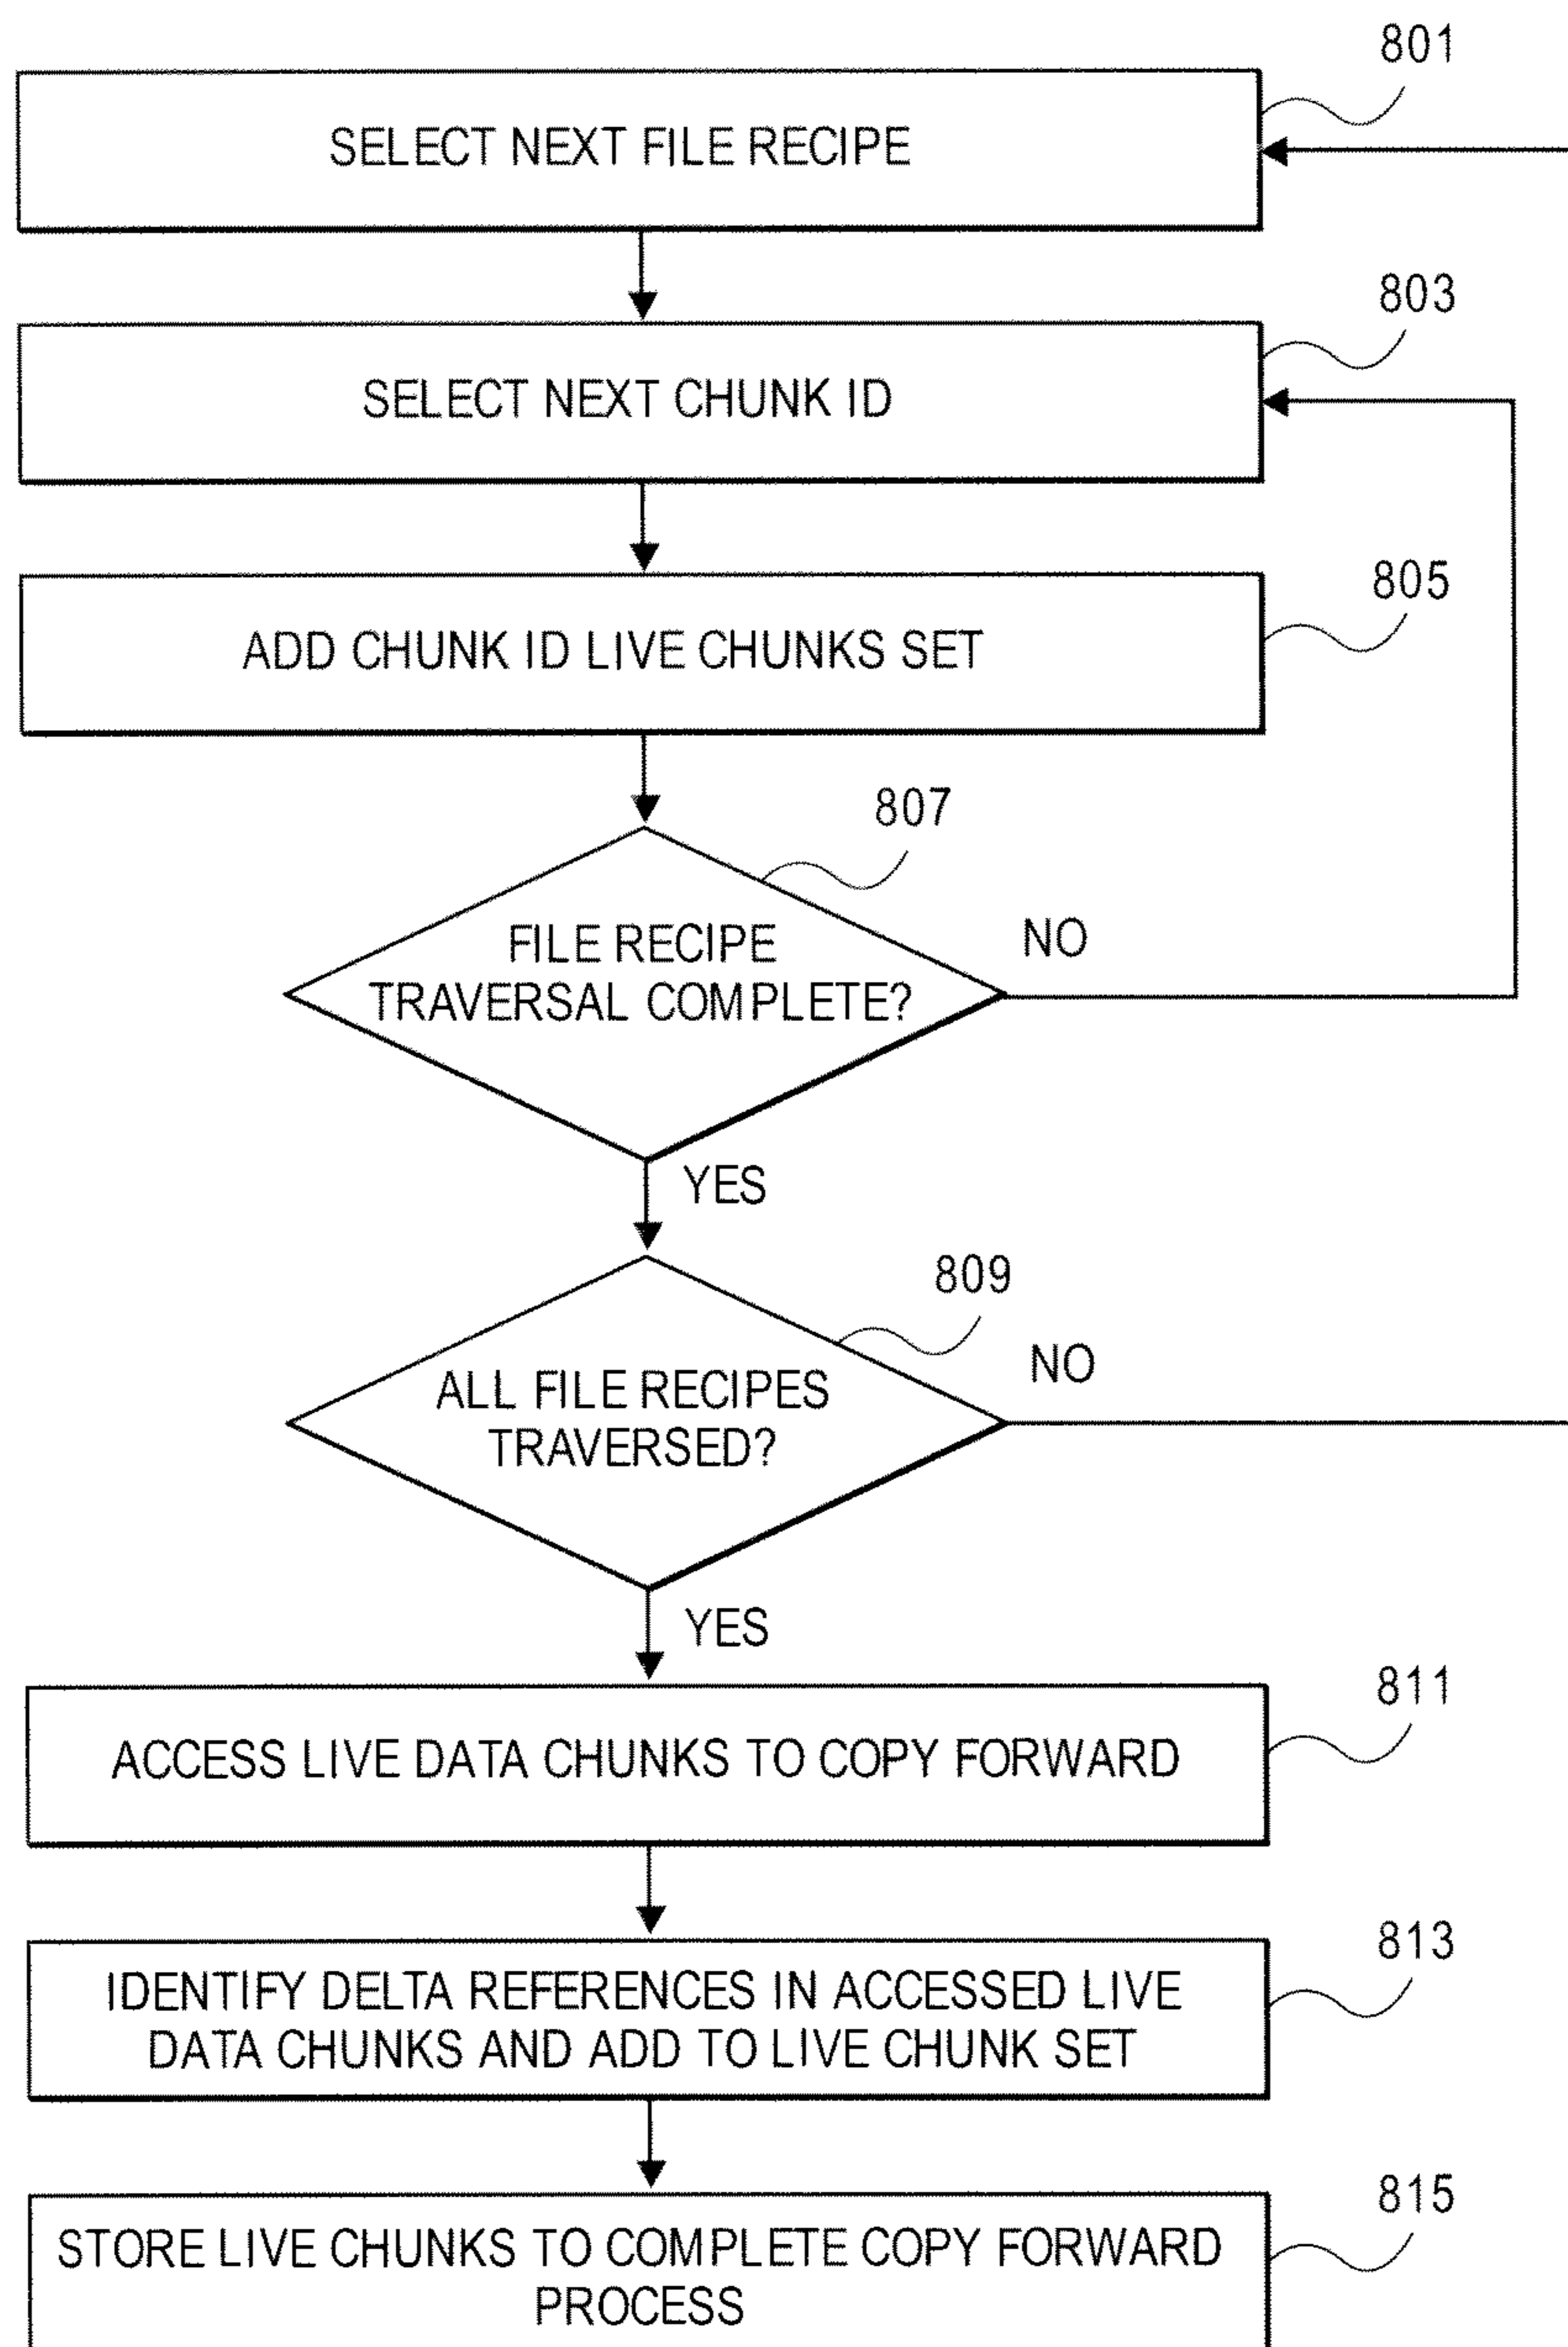 801
SELECT NEXT FILE RECIPE
803
SELECT NEXT CHUNK ID
805
ADD CHUNK ID LIVE CHUNKS SET
807
FILE RECIPE
TRAVERSAL COMPLETE?
NO
YES
809
ALL FILE RECIPES
TRAVERSED?
NO
YES
811
ACCESS LIVE DATA CHUNKS TO COPY FORWARD
813
IDENTIFY DELTA REFERENCES IN ACCESSED LIVE
DATA CHUNKS AND ADD TO LIVE CHUNK SET
815
STORE LIVE CHUNKS TO COMPLETE COPY FORWARD
PROCESS